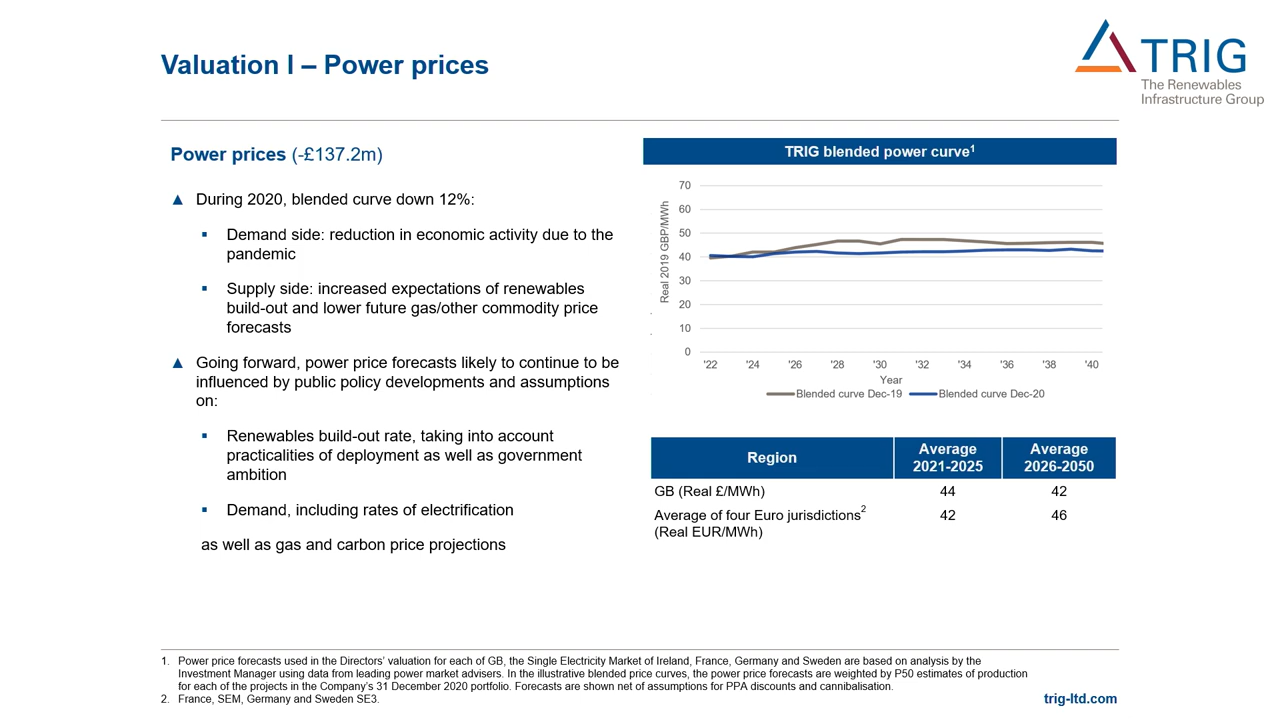 Valuation I – Power prices
TRIG
The Renewables
Infrastructure Group
Power prices (-£137.2m)
▲ During 2020, blended curve down 12%:
▪ Demand side: reduction in economic activity due to the
pandemic
▪ Supply side: increased expectations of renewables
build-out and lower future gas/other commodity price
forecasts
▲ Going forward, power price forecasts likely to continue to be
influenced by public policy developments and assumptions
on:
▪ Renewables build-out rate, taking into account
practicalities of deployment as well as government
ambition
▪ Demand, including rates of electrification
as well as gas and carbon price projections
TRIG blended power curve1
Real 2019 GBP/MWh
70
60
50
40
30
20
10
0
'22 '24 '26 '28 '30 '32 '34 '36 '38 '40
Year
Blended curve Dec-19 Blended curve Dec-20
Region Average 2021-2025 Average 2026-2050
GB (Real £/MWh) 44 42
Average of four Euro jurisdictions2 42 46
(Real EUR/MWh)
1. Power price forecasts used in the Directors' valuation for each of GB, the Single Electricity Market of Ireland, France, Germany and Sweden are based on analysis by the
Investment Manager using data from leading power market advisers. In the illustrative blended price curves, the power price forecasts are weighted by P50 estimates of production
for each of the projects in the Company's 31 December 2020 portfolio. Forecasts are shown net of assumptions for PPA discounts and cannibalisation.
2. France, SEM, Germany and Sweden SE3.
trig-ltd.com